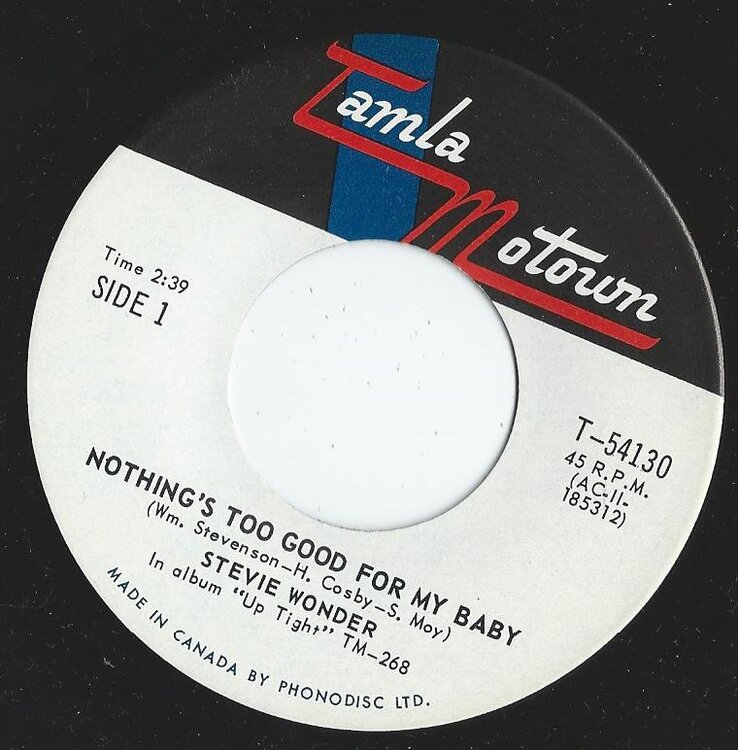 Tamla
Motown
Time 2:39
SIDE 1
T-54130
45 R.P.M.
(AC-II-
185312)
NOTHING'S TOO GOOD FOR MY BABY
(Wm. Stevenson-H. Cosby-S. Moy)
STEVIE WONDER
In album "Up Tight" TM-268
MADE IN CANADA BY PHONODISC LTD.